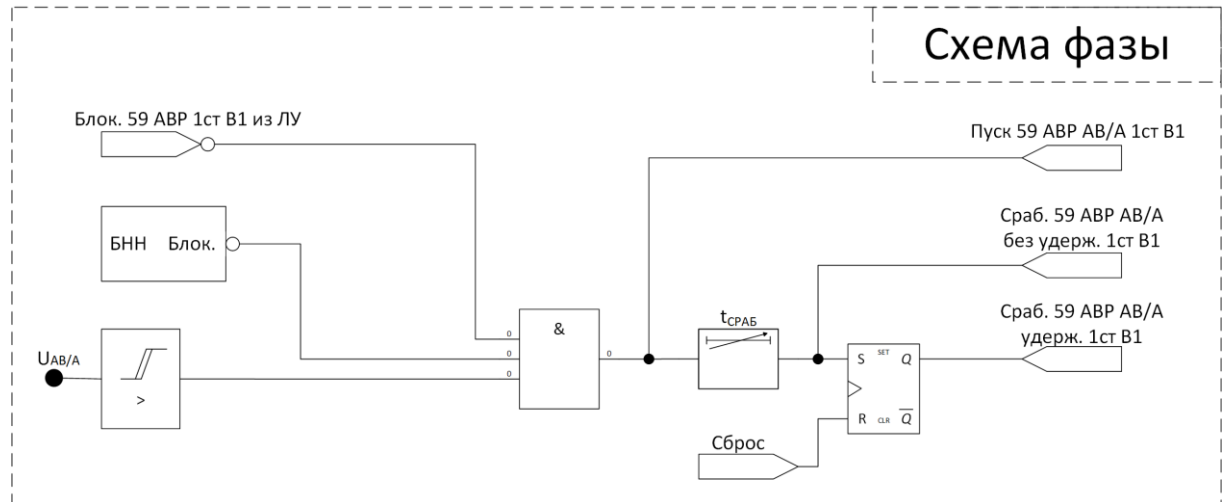 Схема фазы
Блок. 59 АВР 1ст В1 из ЛУ
Пуск 59 АВР АВ/А 1ст В1
БНН Блок.
Сраб. 59 АВР АВ/А
без удерж. 1ст В1
UАВ/А
>
0
0
0
&
0
tСРАБ
Сраб. 59 АВР АВ/А
удерж. 1ст В1
S SET Q
R CLR Q
Сброс